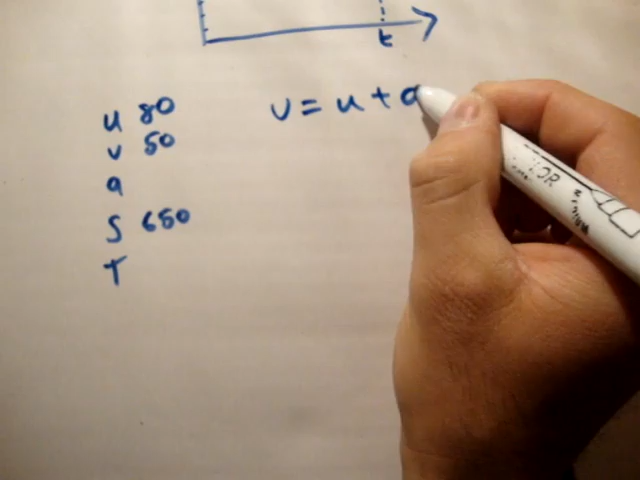 t
v = u + a
u 80
v 50
a
S 650
T